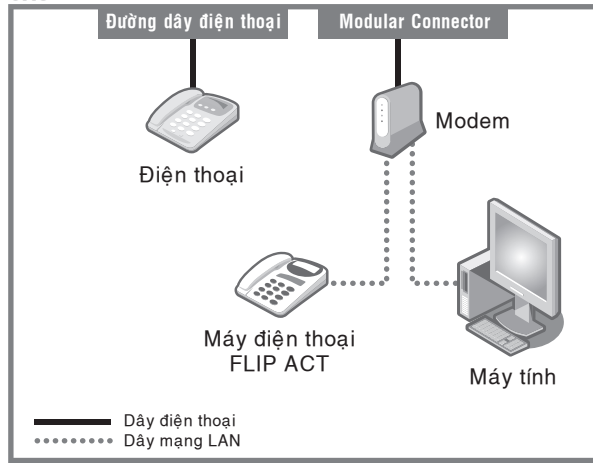 Đường dây điện thoại
Modular Connector
Modem
Điện thoại
Máy điện thoại
FLIP ACT
Máy tính
Dây điện thoại
Dây mạng LAN